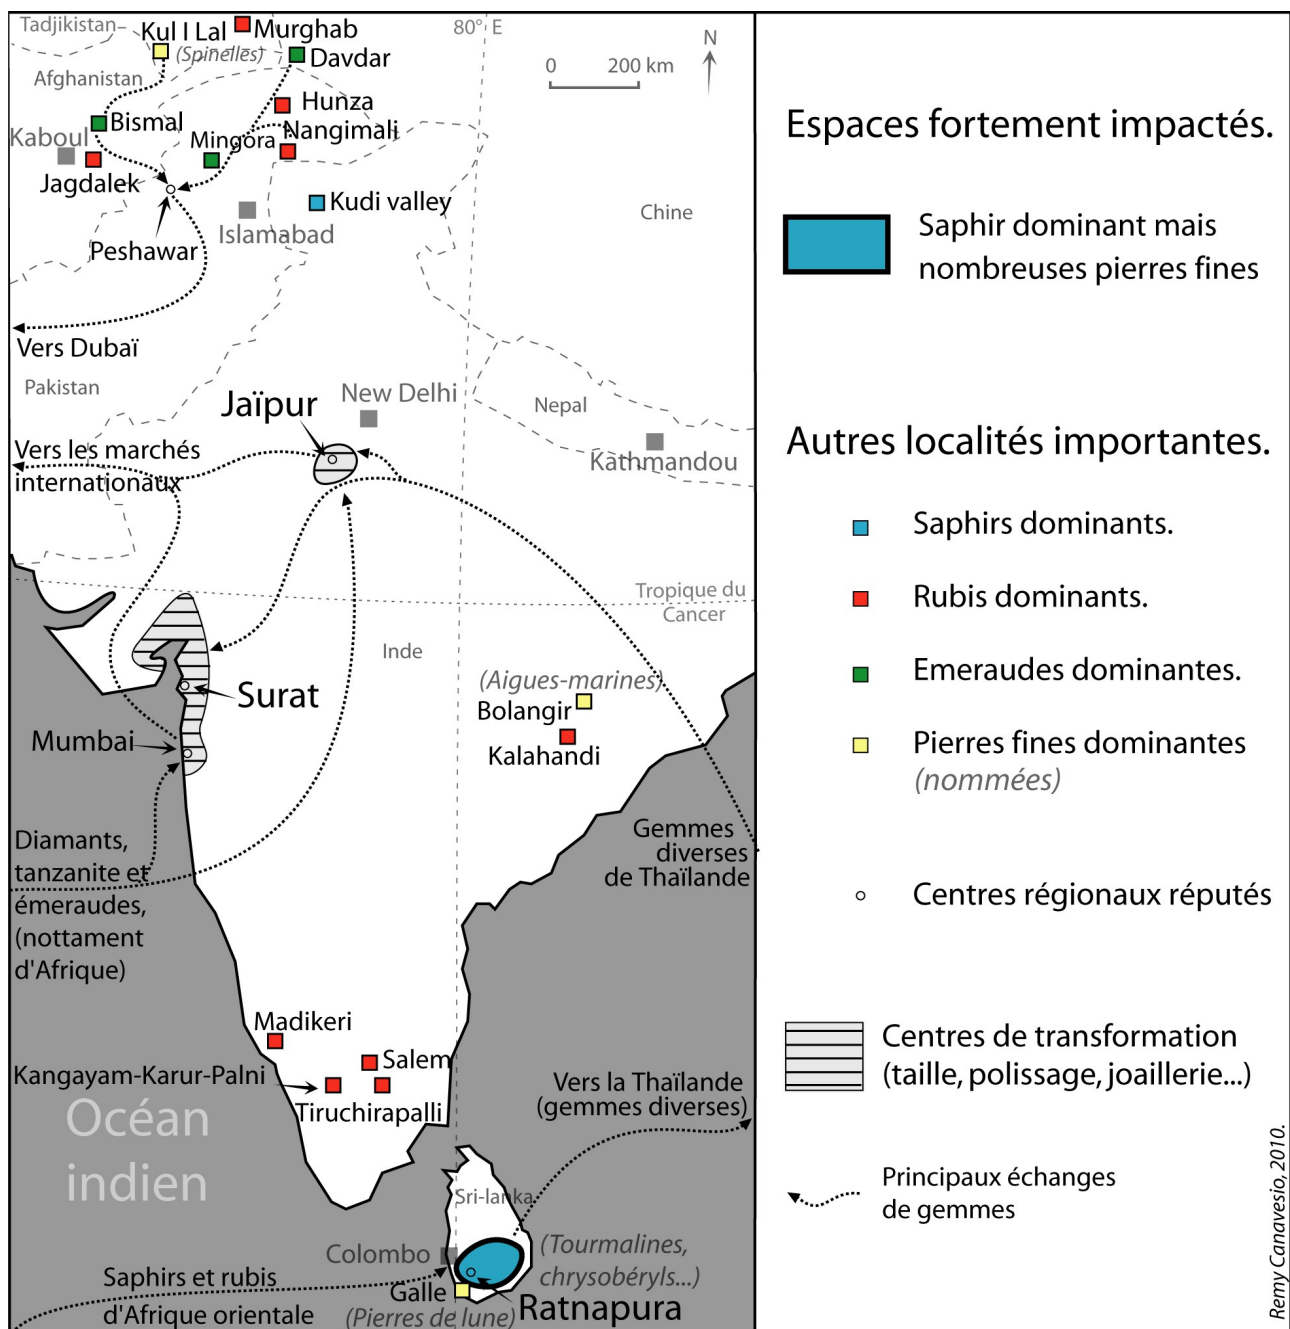 Tadjikistan
Kul I Lal
Murghab
80° E
(Spinelles)
Davdar
N
0 200 km
Afghanistan
Hunza
Bismal
Nangimali
Kaboul
Mingora
Jagdalek
Kudi valley
Chine
Islamabad
Peshawar
Vers Dubaï
Pakistan
New Delhi
Jaïpur
Nepal
Vers les marchés
internationaux
Kathmandou
Tropique du
Cancer
Inde
(Aigues-marines)
Surat
Bolangir
Mumbai
Kalahandi
Diamants,
tanzanite et
émeraudes,
(nottament
d'Afrique)
Gemmes
diverses
de Thaïlande
Madikeri
Salem
Kangayam-Karur-Palni
Tiruchirapalli
Vers la Thaïlande
(gemmes diverses)
Océan
indien
Sri-lanka
Colombo
(Tourmalines,
chrysobéryls...)
Saphirs et rubis
d'Afrique orientale
Galle
Ratnapura
(Pierres de lune)
Espaces fortement impactés.
Saphir dominant mais
nombreuses pierres fines
Autres localités importantes.
Saphirs dominants.
Rubis dominants.
Emeraudes dominantes.
Pierres fines dominantes
(nommées)
Centres régionaux réputés
Centres de transformation
(taille, polissage, joaillerie...)
Principaux échanges
de gemmes
Remy Canavesio, 2010.